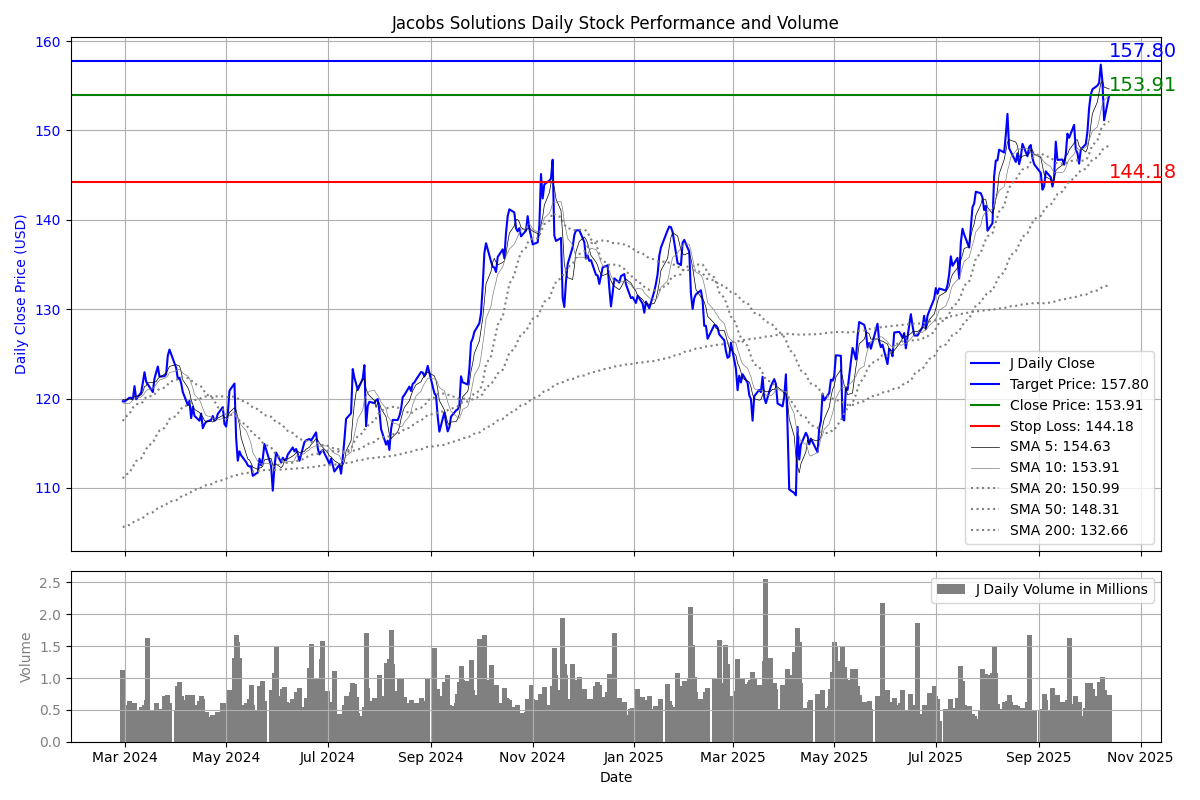 Jacobs Solutions Daily Stock Performance and Volume
160
150
140
130
120
110
Daily Close Price (USD)
157.80
153.91
144.18
J Daily Close
Target Price: 157.80
Close Price: 153.91
Stop Loss: 144.18
SMA 5: 154.63
SMA 10: 153.91
SMA 20: 150.99
SMA 50: 148.31
SMA 200: 132.66
2.5
2.0
1.5
1.0
0.5
0.0
Volume
J Daily Volume in Millions
Mar 2024 May 2024 Jul 2024 Sep 2024 Nov 2024 Jan 2025 Mar 2025 May 2025 Jul 2025 Sep 2025 Nov 2025
Date